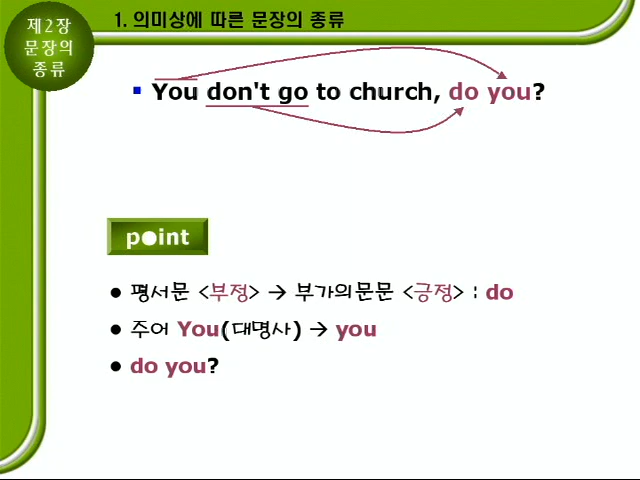 제2장
문장의
종류
1. 의미상에 따른 문장의 종류
You don't go to church, do you?
point
평서문 <부정> → 부가의문문 <긍정> : do
주어 You(대명사) → you
do you?